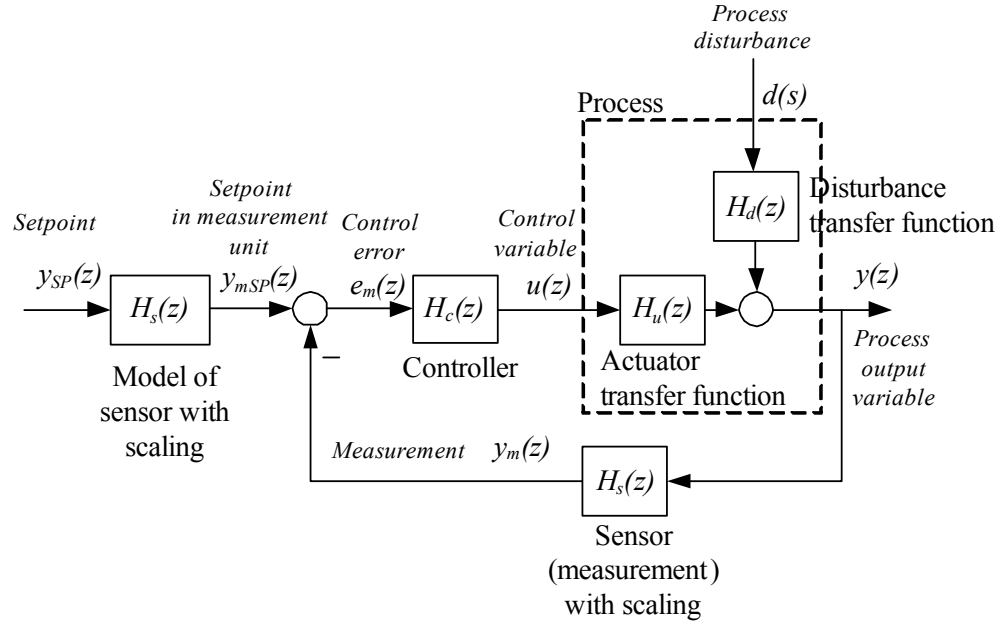 Process
disturbance
d(s)
Process
H_d(z)
Disturbance
transfer function
Setpoint
y_SP(z)
H_s(z)
Model of
sensor with
scaling
Setpoint
in measurement
unit
y_mSP(z)
Control
error
e_m(z)
H_c(z)
Controller
Control
variable
u(z)
H_u(z)
Actuator
transfer function
y(z)
Process
output
variable
–
Measurement y_m(z)
H_s(z)
Sensor
(measurement)
with scaling